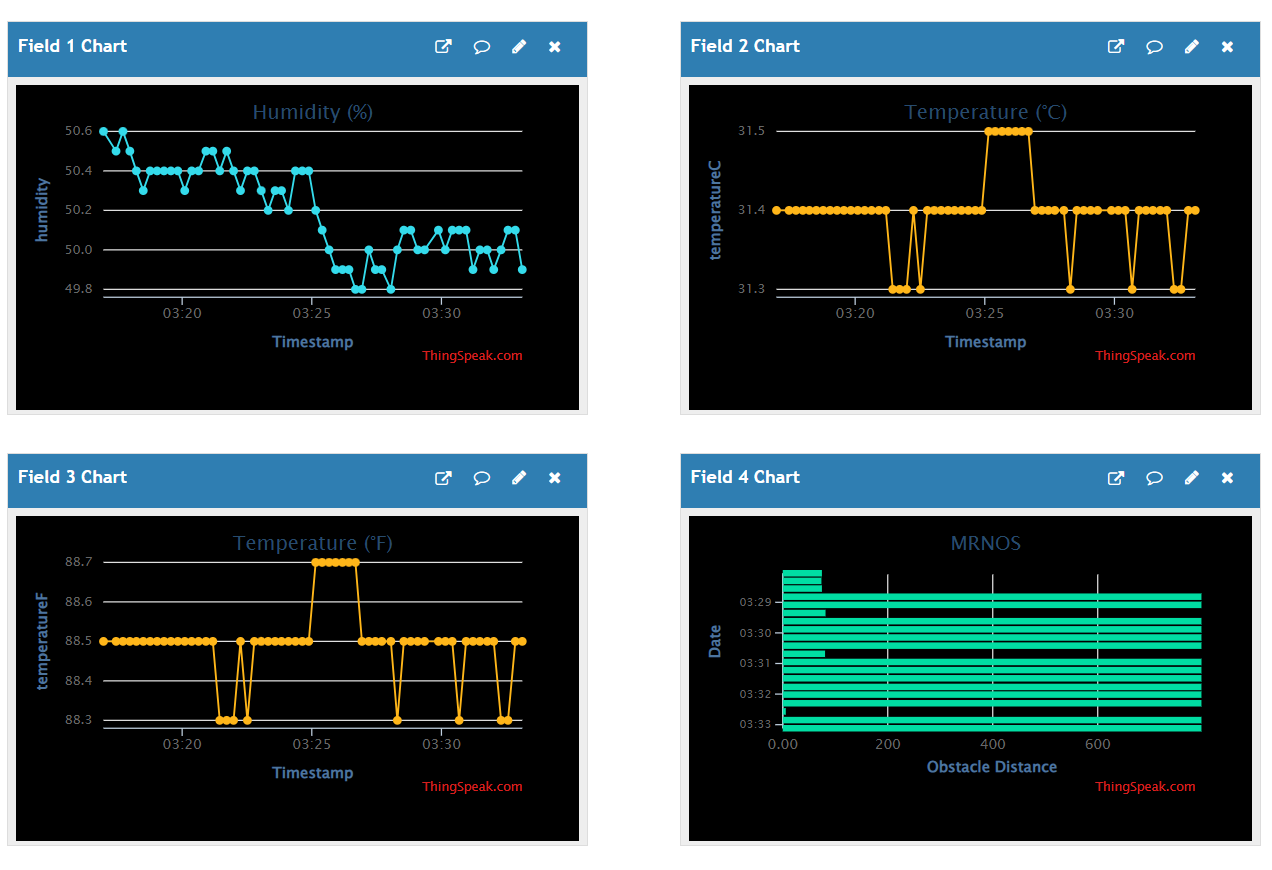 Field 1 Chart
Humidity (%)
50.6
50.4
50.2
50.0
49.8
humidity
03:20 03:25 03:30
Timestamp
ThingSpeak.com
Field 2 Chart
Temperature (°C)
31.5
31.4
31.3
temperatureC
03:20 03:25 03:30
Timestamp
ThingSpeak.com
Field 3 Chart
Temperature (°F)
88.7
88.6
88.5
88.4
88.3
temperatureF
03:20 03:25 03:30
Timestamp
ThingSpeak.com
Field 4 Chart
MRNOS
03:29
03:30
03:31
03:32
03:33
Date
0.00 200 400 600
Obstacle Distance
ThingSpeak.com